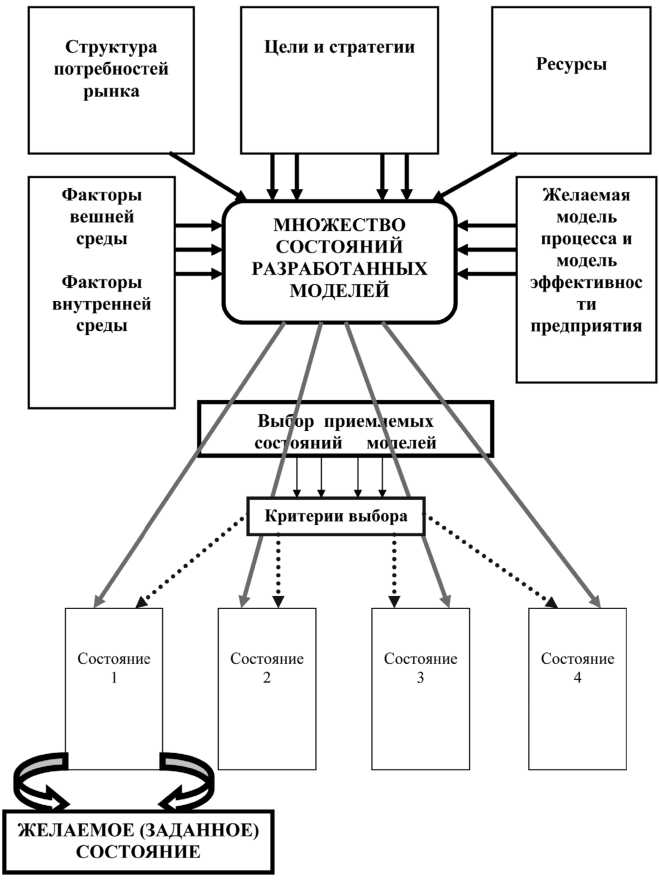 Структура
потребностей
рынка
Цели и стратегии
Ресурсы
Факторы
вешней
среды
Факторы
внутренней
среды
МНОЖЕСТВО
СОСТОЯНИЙ
РАЗРАБОТАННЫХ
МОДЕЛЕЙ
Желаемая
модель
процесса и
модель
эффективнос
ти
предприятия
Выбор приемлемых
состояний моделей
Критерии выбора
Состояние
1
Состояние
2
Состояние
3
Состояние
4
ЖЕЛАЕМОЕ (ЗАДАННОЕ)
СОСТОЯНИЕ